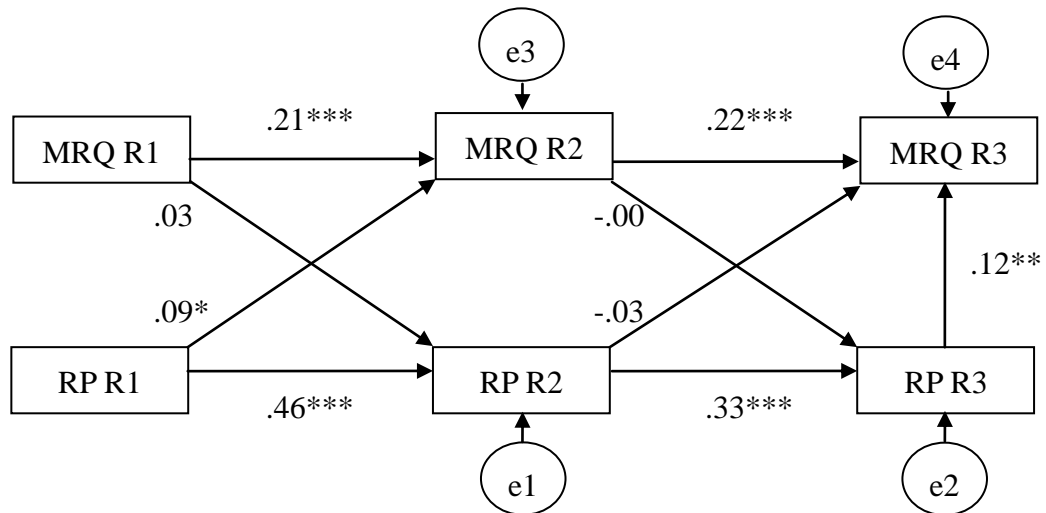 e3
e4
.21***
.22***
MRQ R1
MRQ R2
MRQ R3
.03
-.00
.12**
.09*
-.03
RP R1
RP R2
RP R3
.46***
.33***
e1
e2